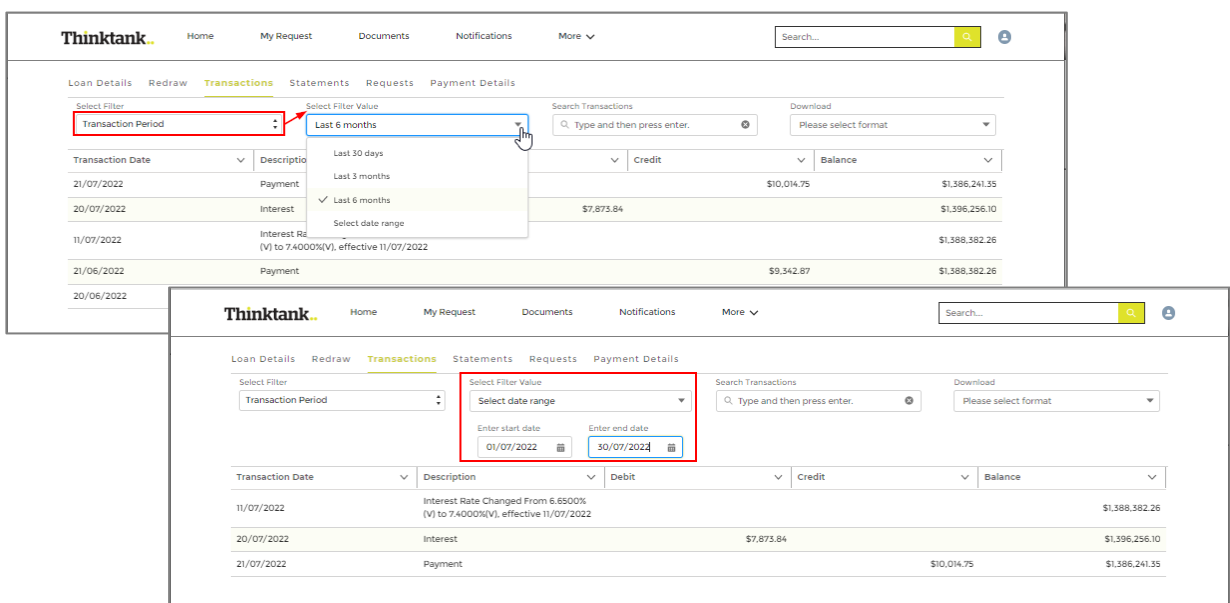 Thinktank.. Home My Request Documents Notifications More Search...
Loan Details Redraw Transactions Statements Requests Payment Details
Select Filter Select Filter Value Search Transactions Download
Transaction Period Last 6 months Type and then press enter. Please select format
Last 30 days
Last 3 months
Last 6 months
Select date range
Transaction Date Descriptio Credit Balance
21/07/2022 Payment $10,014.75 $1,386,241.35
20/07/2022 Interest $7,873.84 $1,396,256.10
11/07/2022 Interest Ra $1,388,382.26
(V) to 7.4000%(V), effective 11/07/2022
21/06/2022 Payment $9,342.87 $1,388,382.26
20/06/2022
Thinktank.. Home My Request Documents Notifications More Search...
Loan Details Redraw Transactions Statements Requests Payment Details
Select Filter Select Filter Value Search Transactions Download
Transaction Period Select date range Type and then press enter. Please select format
Enter start date Enter end date
01/07/2022 30/07/2022
Transaction Date Description Debit Credit Balance
11/07/2022 Interest Rate Changed From 6.6500% $1,388,382.26
(V) to 7.4000%(V), effective 11/07/2022
20/07/2022 Interest $7,873.84 $1,396,256.10
21/07/2022 Payment $10,014.75 $1,386,241.35